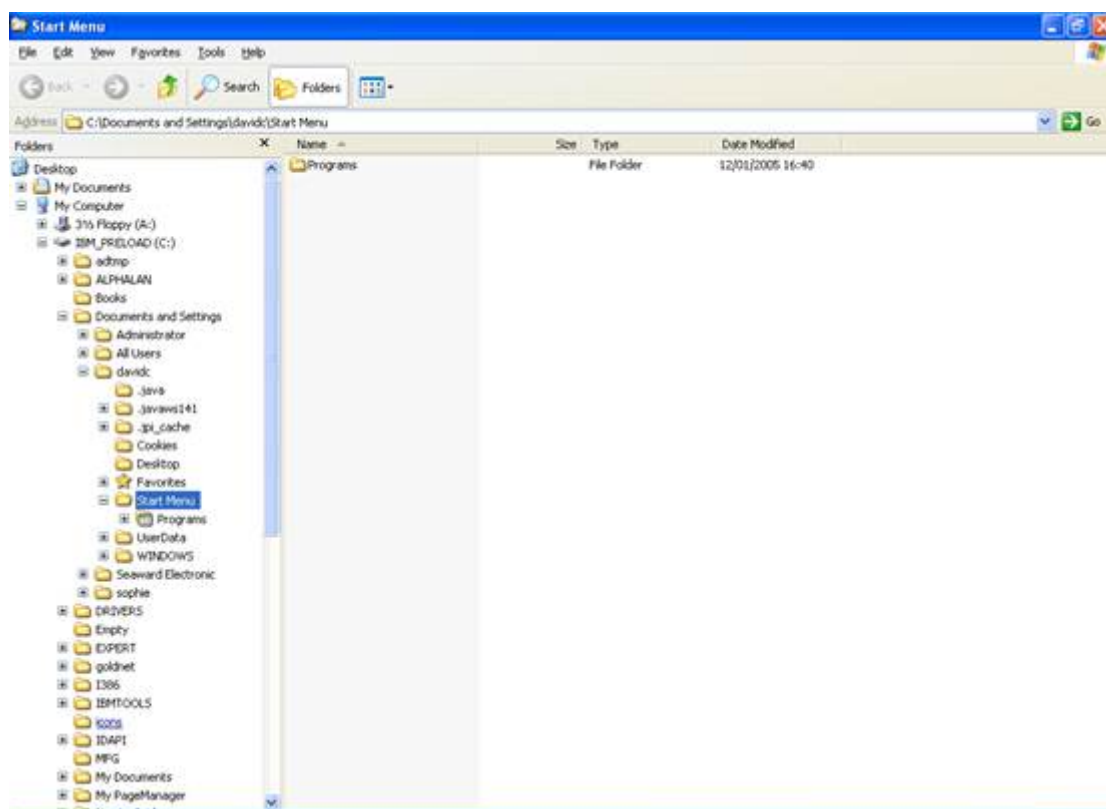 Start Menu
File Edit View Favorites Tools Help
Back Search Folders
Address C:\Documents and Settings\davidc\Start Menu Go
Folders X Name Size Type Date Modified
Desktop Programs File Folder 12/01/2005 16:40
My Documents
My Computer
3½ Floppy (A:)
IBM_PRELOAD (C:)
adtmp
ALPHALAN
Books
Documents and Settings
Administrator
All Users
davidc
.java
.javaws141
.jpi_cache
Cookies
Desktop
Favorites
Start Menu
Programs
UserData
WINDOWS
Seaward Electronic
sophie
DRIVERS
Empty
EXPERT
goldnet
I386
IBMTOOLS
icons
IDAPI
MFG
My Documents
My PageManager